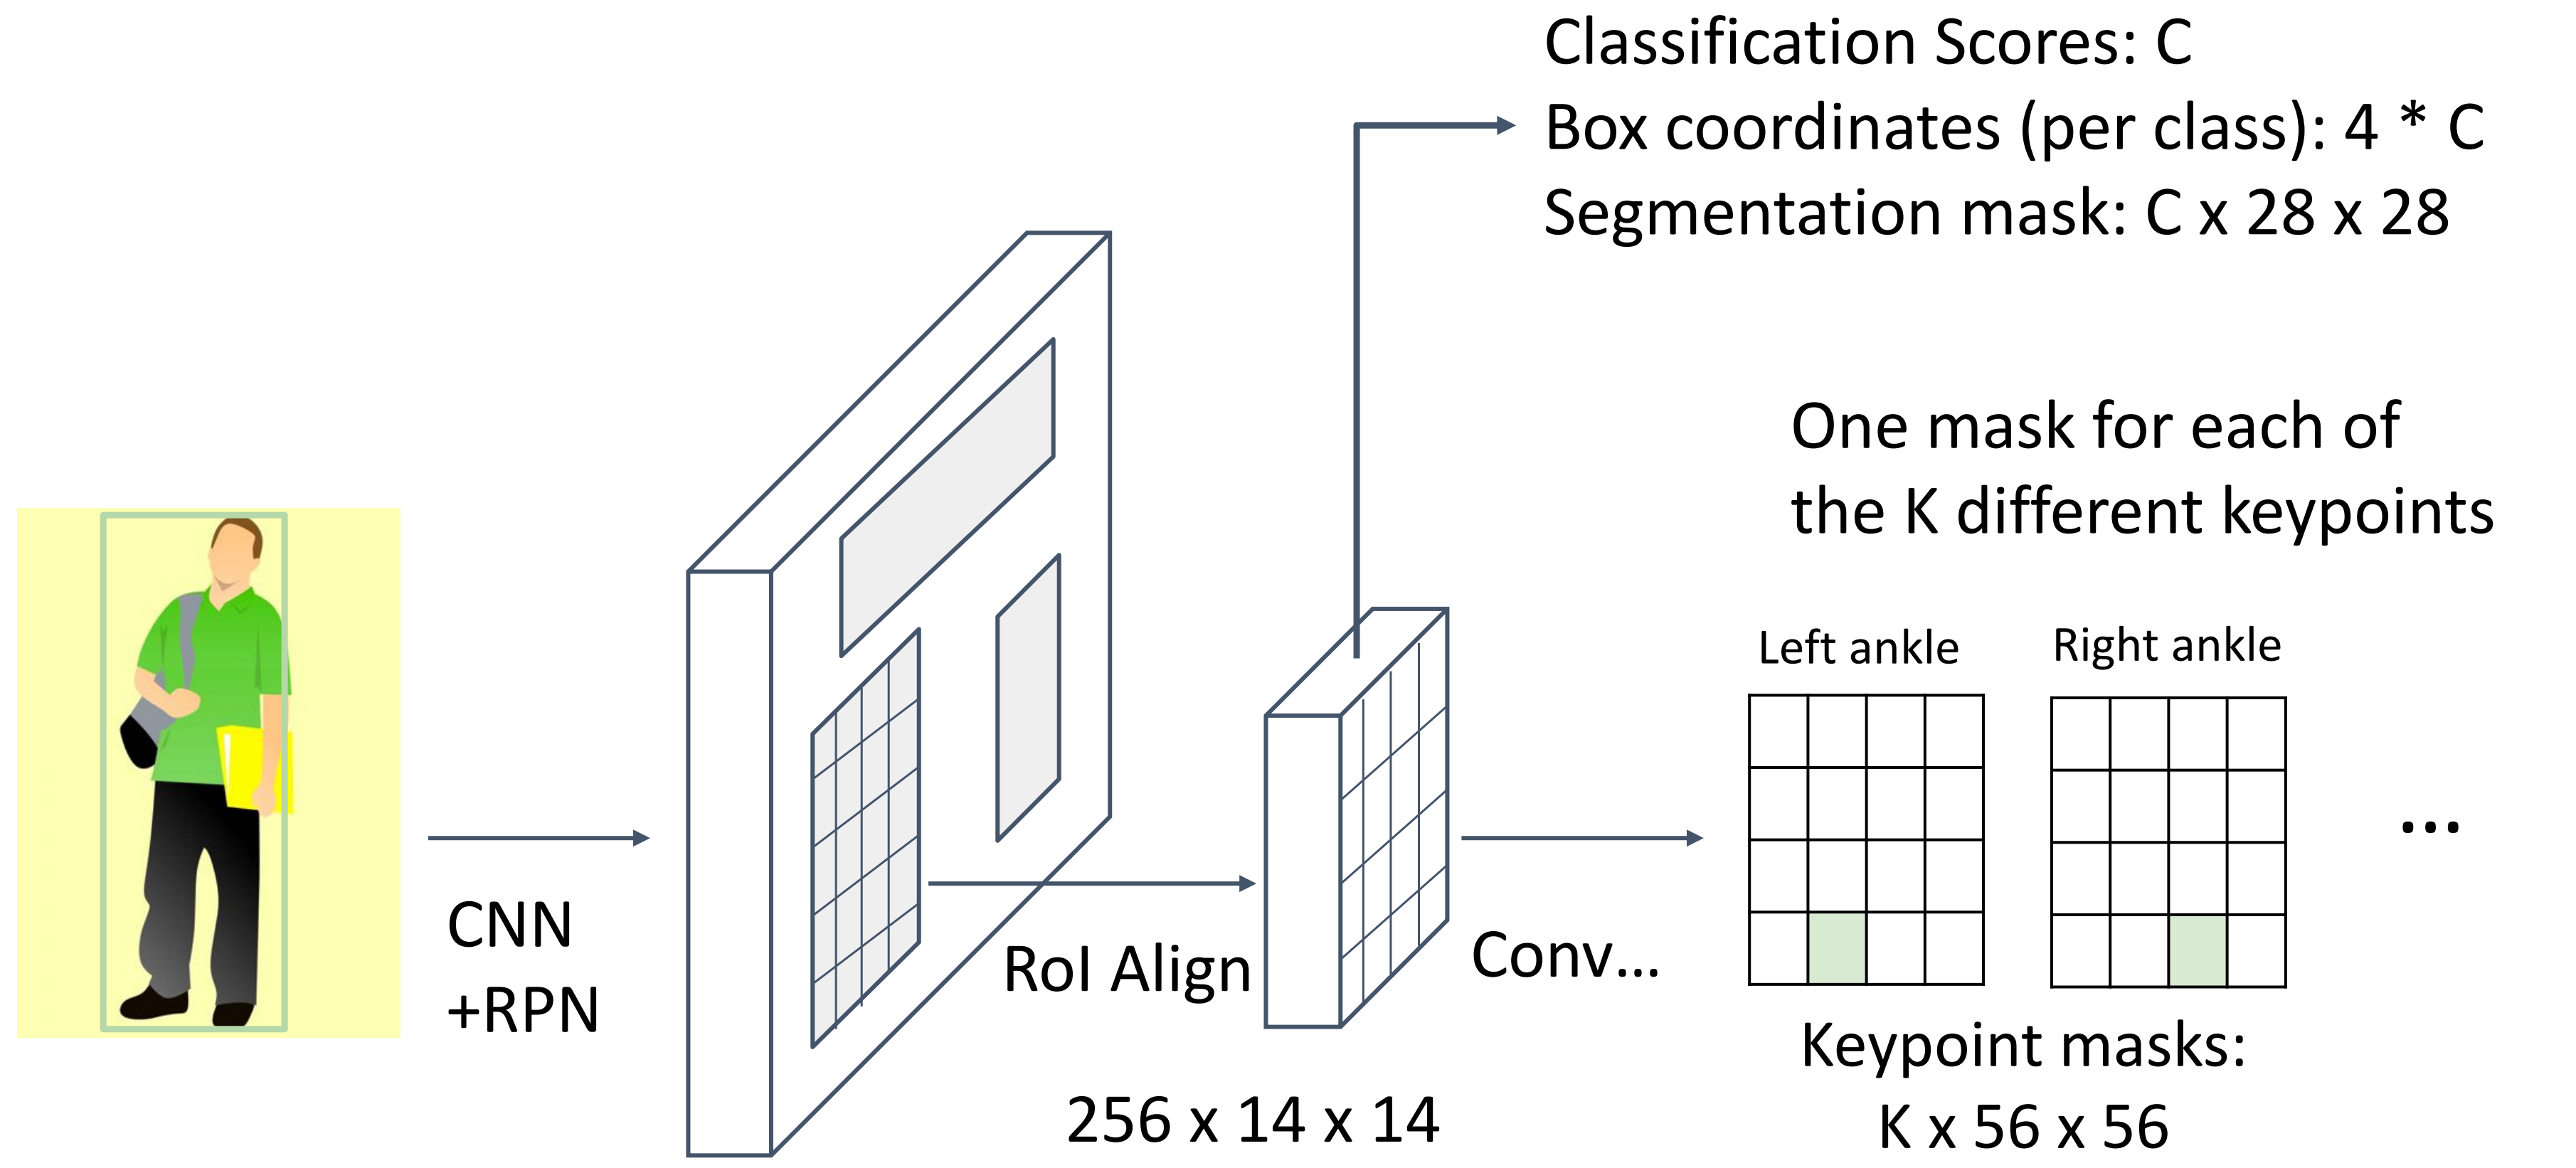 Classification Scores: C
Box coordinates (per class): 4 * C
Segmentation mask: C x 28 x 28
One mask for each of
the K different keypoints
Left ankle
Right ankle
...
CNN
+RPN
RoI Align
Conv...
256 x 14 x 14
Keypoint masks:
K x 56 x 56